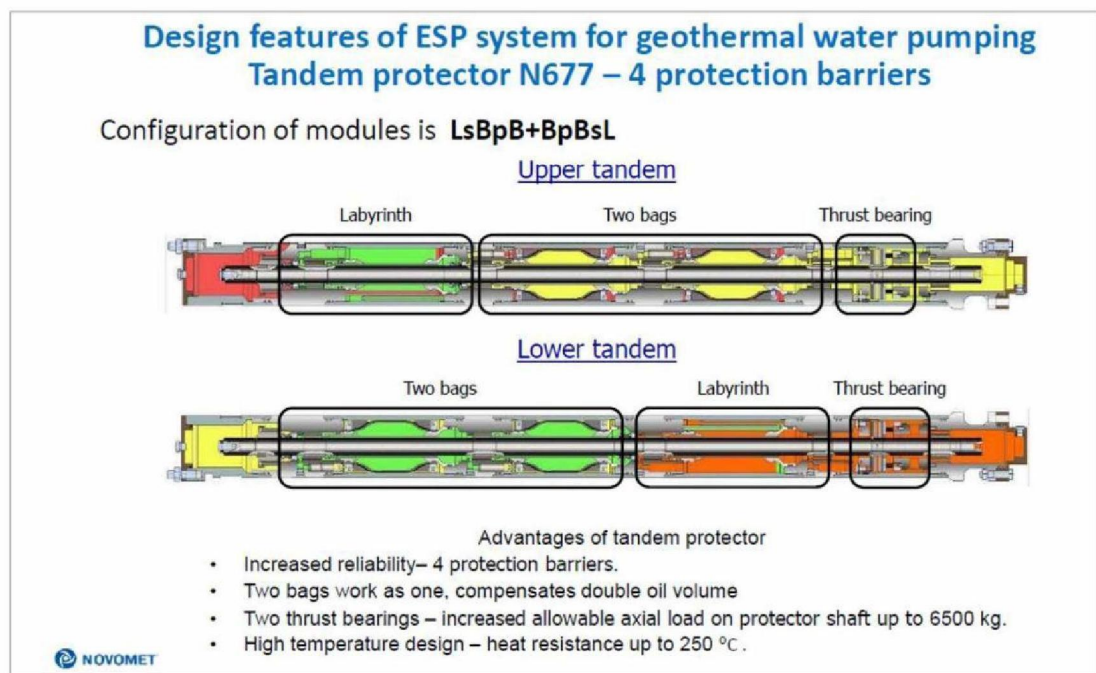 Design features of ESP system for geothermal water pumping
Tandem protector N677 – 4 protection barriers
Configuration of modules is LsBpB+BpBsL
Upper tandem
Labyrinth Two bags Thrust bearing
Lower tandem
Two bags Labyrinth Thrust bearing
Advantages of tandem protector
• Increased reliability– 4 protection barriers.
• Two bags work as one, compensates double oil volume
• Two thrust bearings – increased allowable axial load on protector shaft up to 6500 kg.
• High temperature design – heat resistance up to 250 °C .
NOVOMET